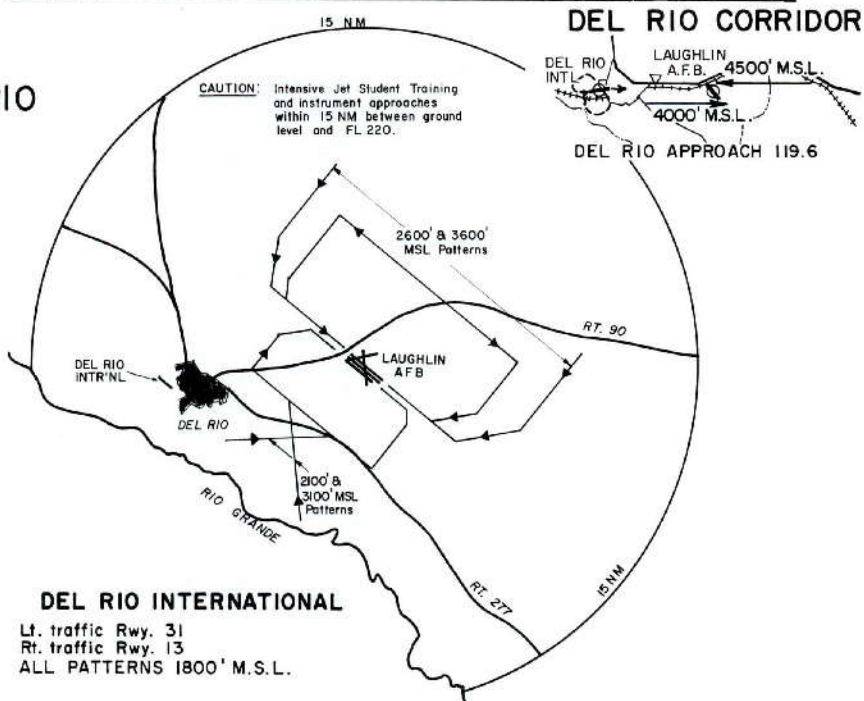 DEL RIO CORRIDOR
15 NM
DEL RIO
INT'L
LAUGHLIN
A.F.B.
4500' M.S.L.
4000' M.S.L.
DEL RIO APPROACH 119.6
RIO
CAUTION: Intensive Jet Student Training
and instrument approaches
within 15 NM between ground
level and FL 220.
2600' & 3600'
MSL Patterns
RT. 90
LAUGHLIN
AFB
DEL RIO
INTR'NL
DEL RIO
2100' &
3100' MSL
Patterns
RIO GRANDE
RT. 277
15 NM
DEL RIO INTERNATIONAL
Lt. traffic Rwy. 31
Rt. traffic Rwy. 13
ALL PATTERNS 1800' M.S.L.